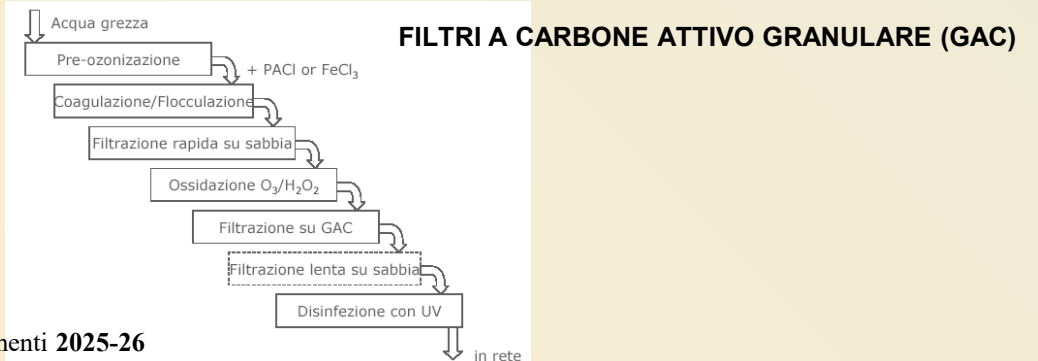 Acqua grezza
FILTRI A CARBONE ATTIVO GRANULARE (GAC)
Pre-ozonizazione
+ PACl or FeCl₃
Coagulazione/Flocculazione
Filtrazione rapida su sabbia
Ossidazione O₃/H₂O₂
Filtrazione su GAC
Filtrazione lenta su sabbia
Disinfezione con UV
2025-26
in rete